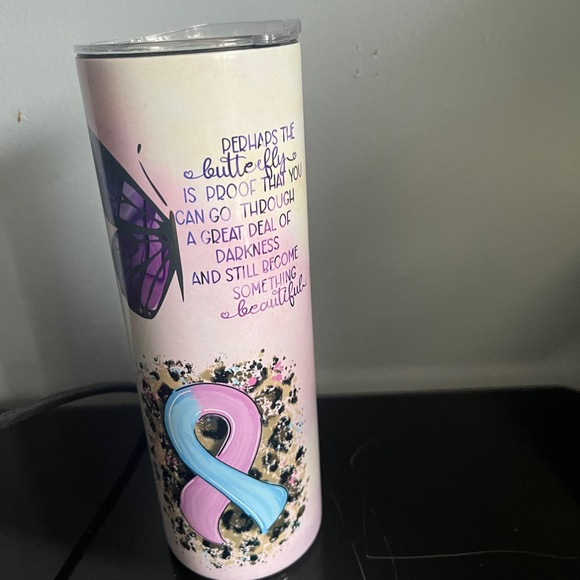 PERHAPS THE
butterfly
IS PROOF THAT YOU
CAN GO THROUGH
A GREAT DEAL OF
DARKNESS
AND STILL BECOME
SOMETHING
beautiful